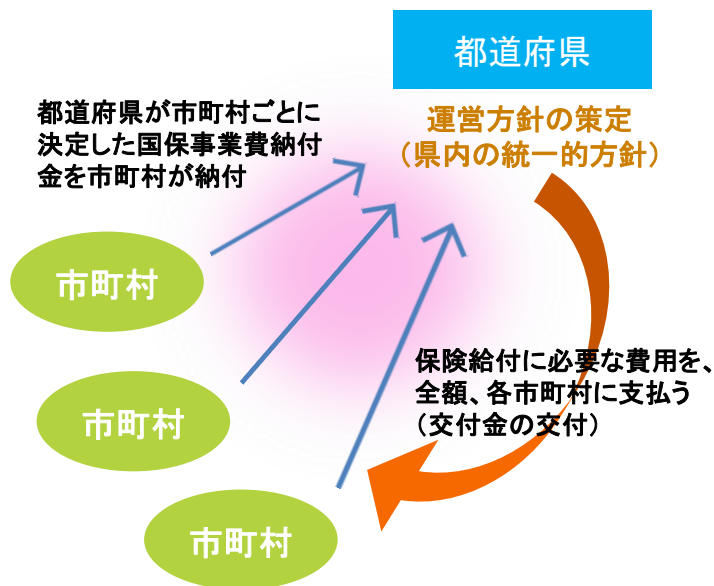 都道府県
運営方針の策定
（県内の統一的方針）
都道府県が市町村ごとに
決定した国保事業費納付
金を市町村が納付
市町村
市町村
市町村
保険給付に必要な費用を、
全額、各市町村に支払う
（交付金の交付）